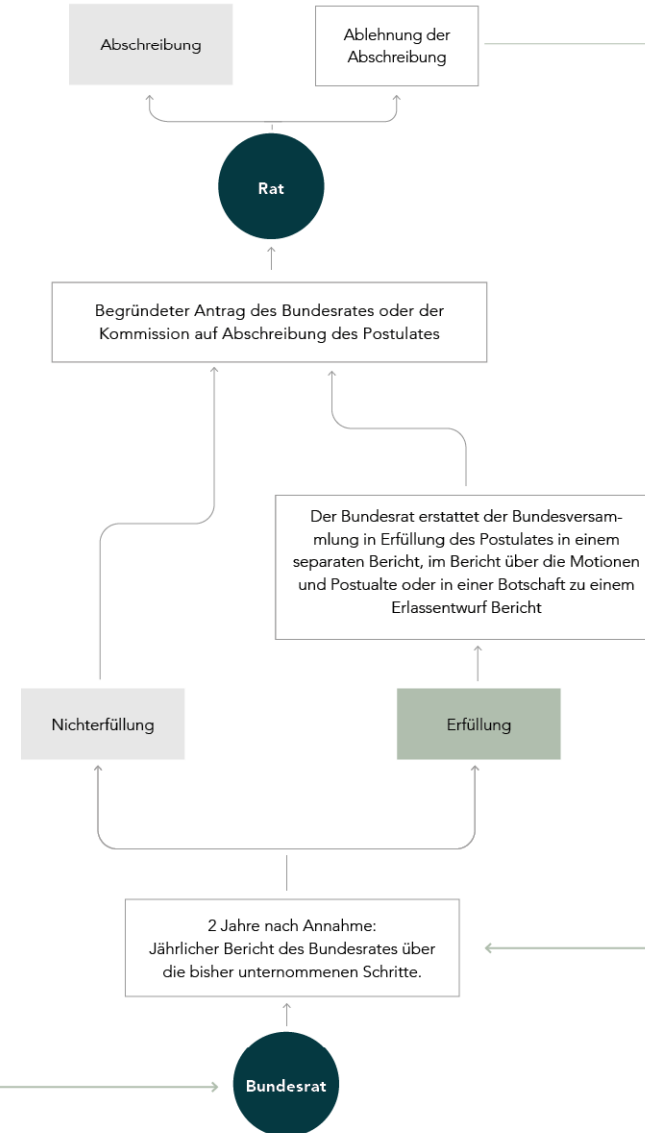 Abschreibung
Ablehnung der
Abschreibung
Rat
Begründeter Antrag des Bundesrates oder der
Kommission auf Abschreibung des Postulates
Der Bundesrat erstattet der Bundesversam-
mlung in Erfüllung des Postulates in einem
separaten Bericht, im Bericht über die Motionen
und Postualte oder in einer Botschaft zu einem
Erlassentwurf Bericht
Nichterfüllung
Erfüllung
2 Jahre nach Annahme:
Jährlicher Bericht des Bundesrates über
die bisher unternommenen Schritte.
Bundesrat